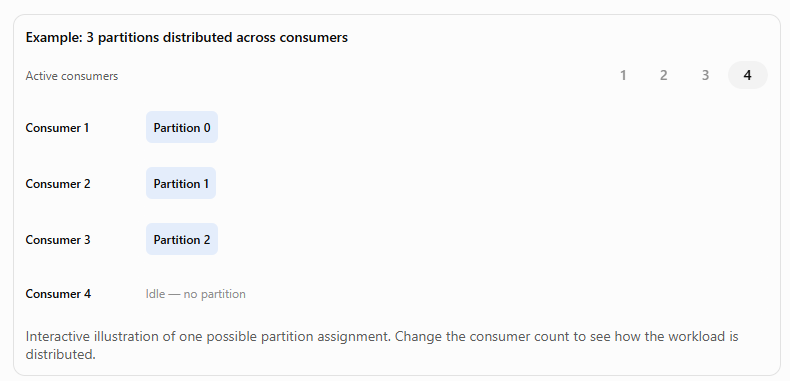 Example: 3 partitions distributed across consumers
Active consumers 1 2 3 4
Consumer 1 Partition 0
Consumer 2 Partition 1
Consumer 3 Partition 2
Consumer 4 Idle — no partition
Interactive illustration of one possible partition assignment. Change the consumer count to see how the workload is
distributed.